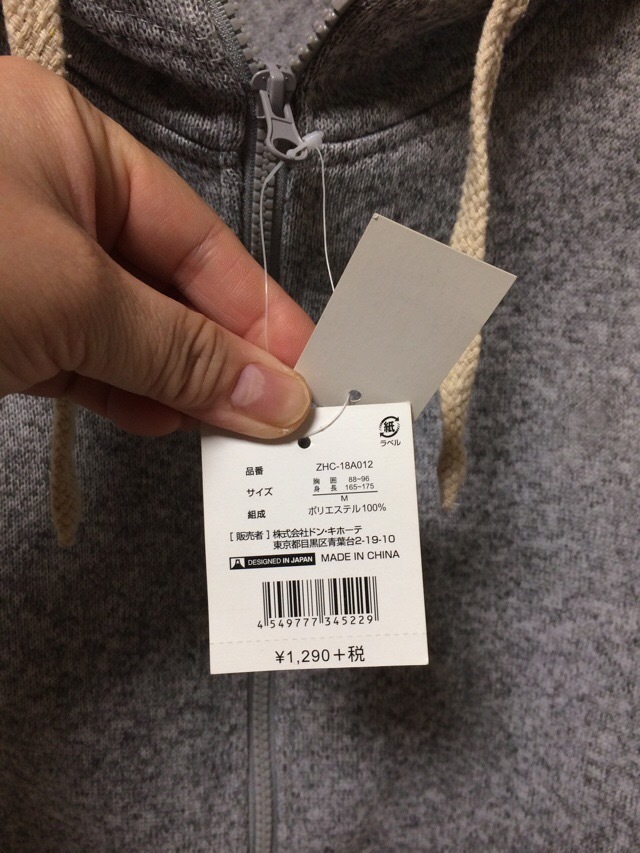 紙
ラベル
品番 ZHC-18A012
サイズ 胸囲 88~96
身長 165~175
M
組成 ポリエステル100%
[ 販売者 ] 株式会社ドン・キホーテ
東京都目黒区青葉台2-19-10
DESIGNED IN JAPAN MADE IN CHINA
4 549777 345229
¥1,290+税